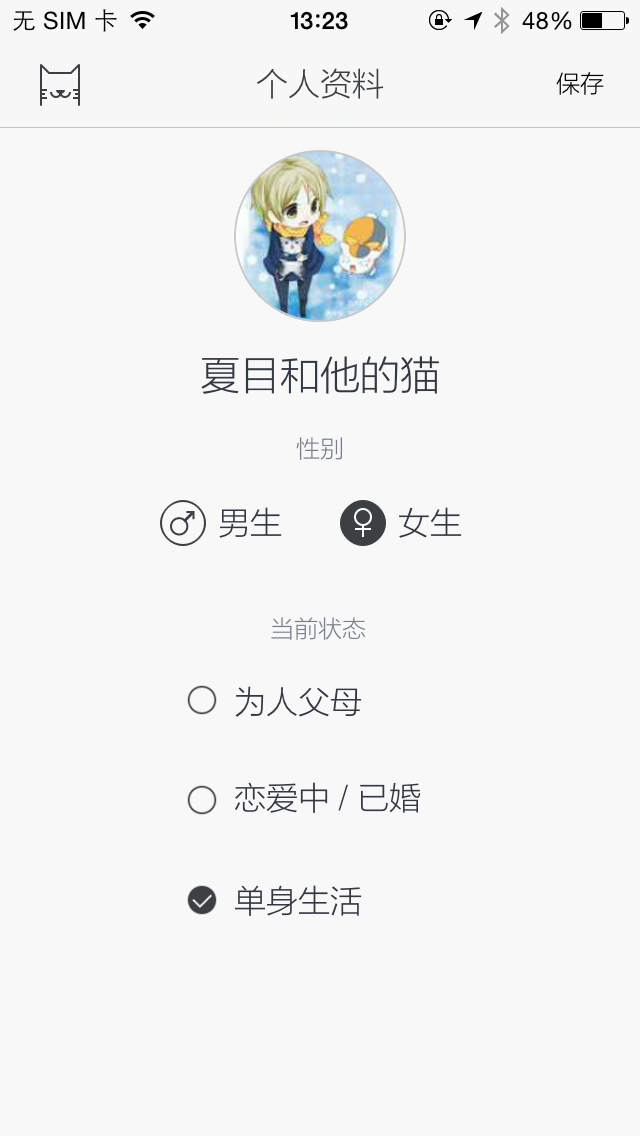 无 SIM 卡 13:23 48%
个人资料 保存
夏目和他的猫
性别
男生 女生
当前状态
为人父母
恋爱中 / 已婚
单身生活